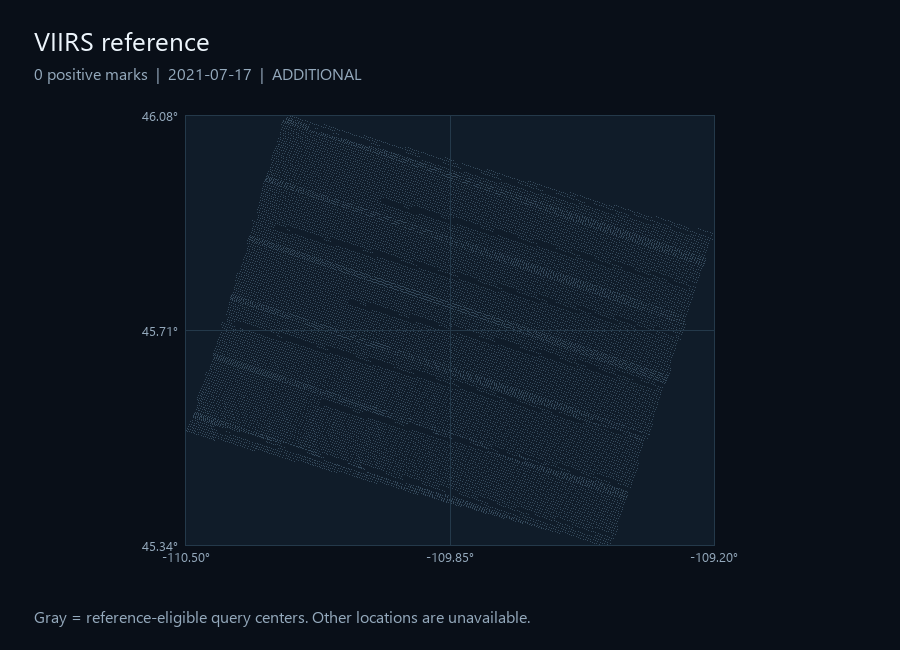 VIIRS reference
0 positive marks | 2021-07-17 | ADDITIONAL
46.08°
45.71°
45.34°
-110.50°
-109.85°
-109.20°
Gray = reference-eligible query centers. Other locations are unavailable.